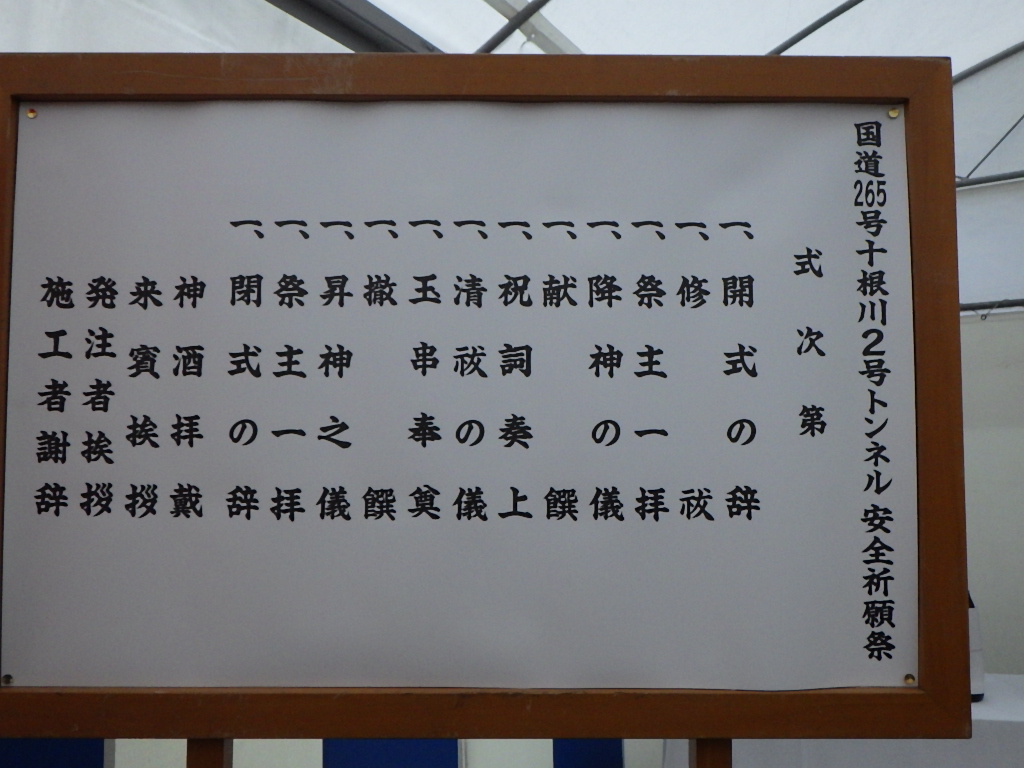 国道265号十根川2号トンネル 安全祈願祭
式次第
一、開式の辞
一、修祓
一、祭主一拝
一、降神の儀
一、献饌
一、祝詞奏上
一、清祓の儀
一、玉串奉奠
一、撤饌
一、昇神之儀
一、祭主一拝
一、閉式の辞
神酒拝戴
来賓挨拶
発注者挨拶
施工者謝辞